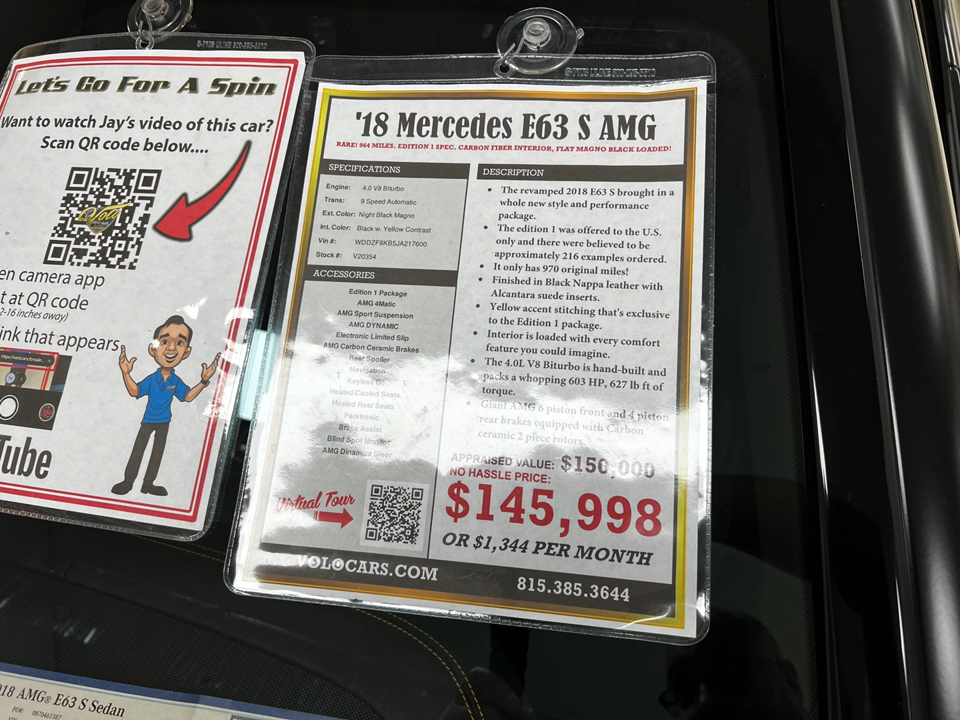 Let's Go For A Spin
Want to watch Jay's video of this car?
Scan QR code below....
Volo
en camera app
t at QR code
2-16 inches away)
ink that appears
Tube
'18 Mercedes E63 S AMG
RARE! 964 MILES. EDITION 1 SPEC. CARBON FIBER INTERIOR, FLAT MAGNO BLACK LOADED!
SPECIFICATIONS
Engine: 4.0 V8 Biturbo
Trans: 9 Speed Automatic
Ext. Color: Night Black Magno
Int. Color: Black w. Yellow Contrast
Vin #: WDDZF8KB5JA217600
Stock #: V20354
ACCESSORIES
Edition 1 Package
AMG 4Matic
AMG Sport Suspension
AMG DYNAMIC
Electronic Limited Slip
AMG Carbon Ceramic Brakes
Rear Spoiler
Navigation
Keyless Go
Heated/Cooled Seats
Heated Rear Seats
Parktronic
Brake Assist
Blind Spot Monitor
AMG Dinamica Steer
Virtual Tour
DESCRIPTION
• The revamped 2018 E63 S brought in a
whole new style and performance
package.
• The edition 1 was offered to the U.S.
only and there were believed to be
approximately 216 examples ordered.
• It only has 970 original miles!
• Finished in Black Nappa leather with
Alcantara suede inserts.
• Yellow accent stitching that's exclusive
to the Edition 1 package.
• Interior is loaded with every comfort
feature you could imagine.
• The 4.0L V8 Biturbo is hand-built and
packs a whopping 603 HP, 627 lb ft of
torque.
• Giant AMG 6 piston front and 4 piston
rear brakes equipped with Carbon
ceramic 2 piece rotors.
APPRAISED VALUE: $150,000
NO HASSLE PRICE:
$145,998
OR $1,344 PER MONTH
VOLOCARS.COM
815.385.3644
018 AMG® E63 S Sedan